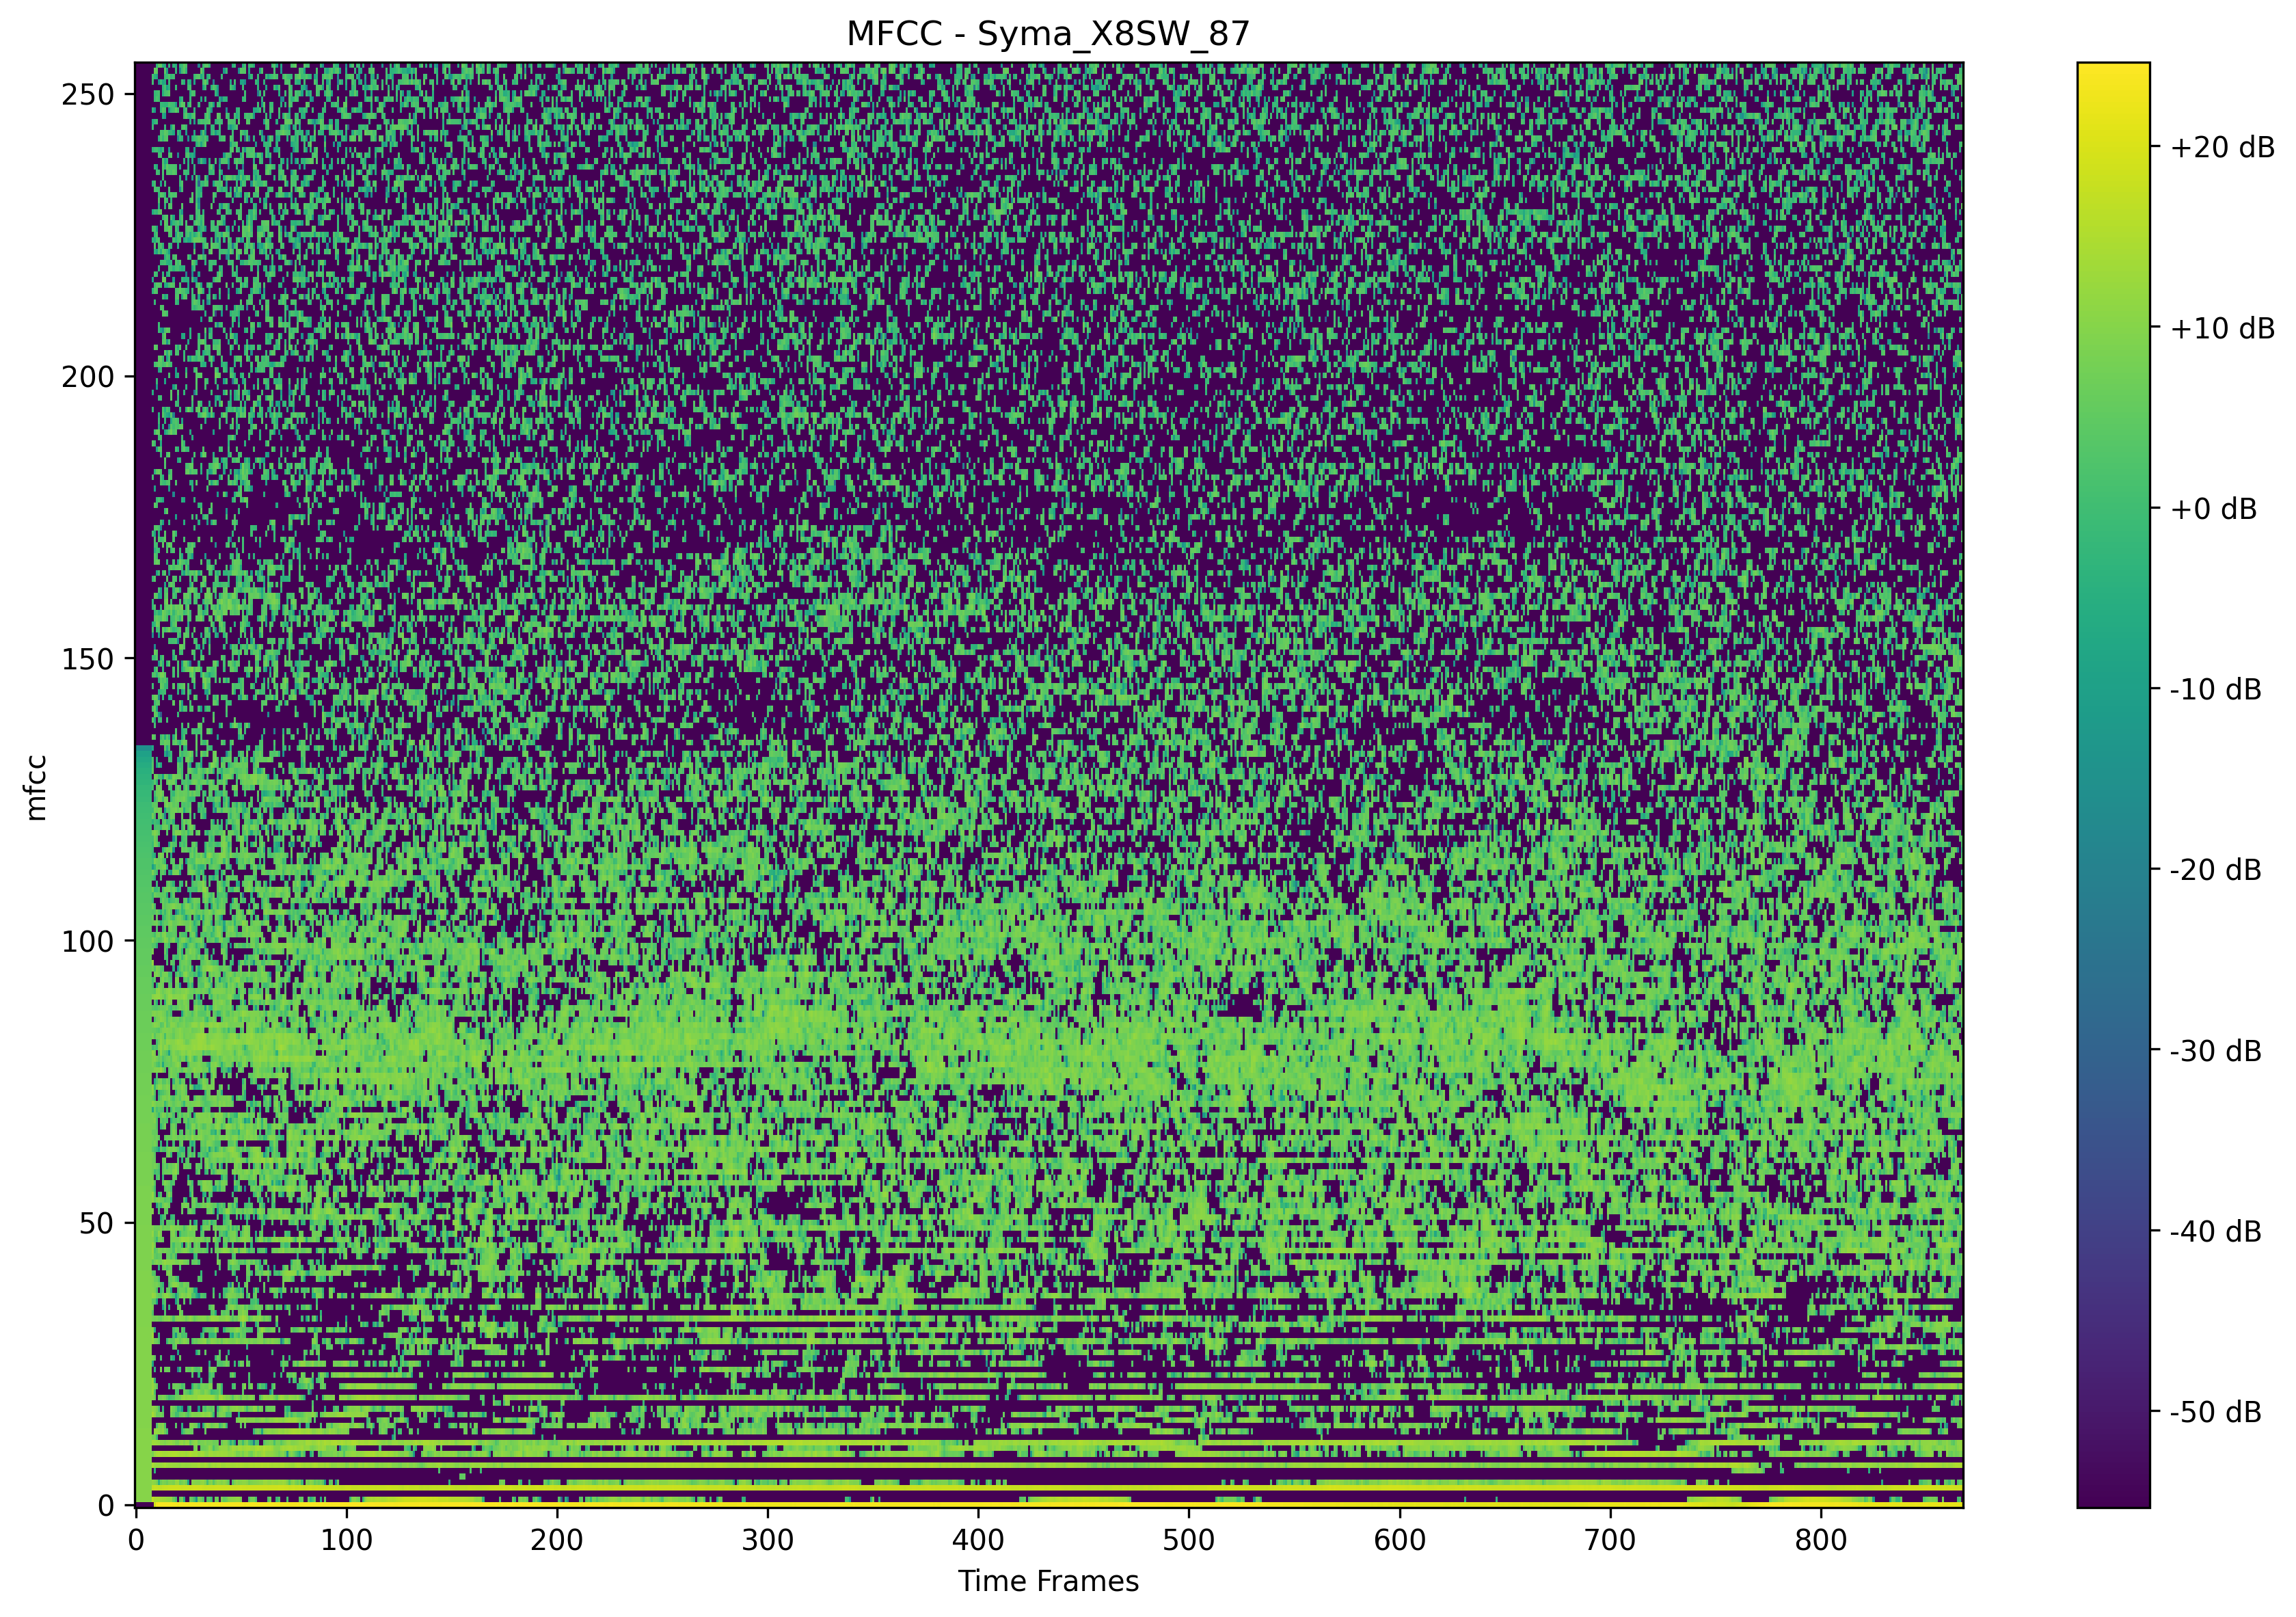 MFCC - Syma_X8SW_87
250
200
150
100
50
0
mfcc
0 100 200 300 400 500 600 700 800
Time Frames
+20 dB
+10 dB
+0 dB
-10 dB
-20 dB
-30 dB
-40 dB
-50 dB